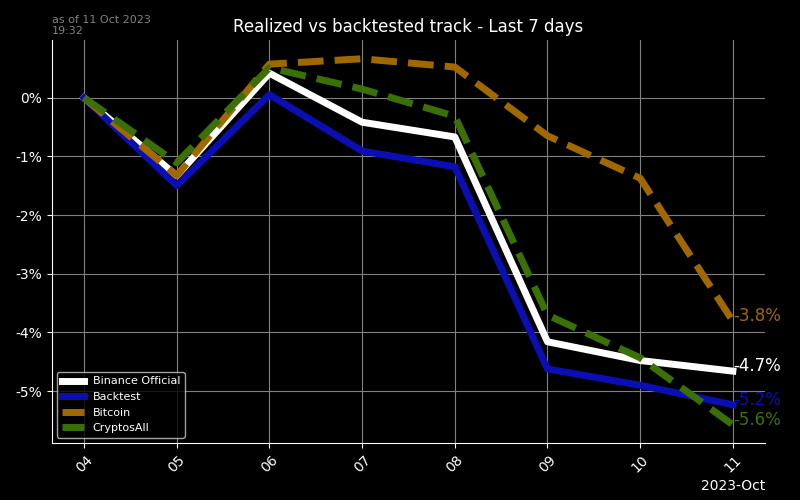 as of 11 Oct 2023
19:32
Realized vs backtested track - Last 7 days
0%
-1%
-2%
-3%
-4%
-5%
-3.8%
-4.7%
-5.2%
-5.6%
Binance Official
Backtest
Bitcoin
CryptosAll
04
05
06
07
08
09
10
11
2023-Oct